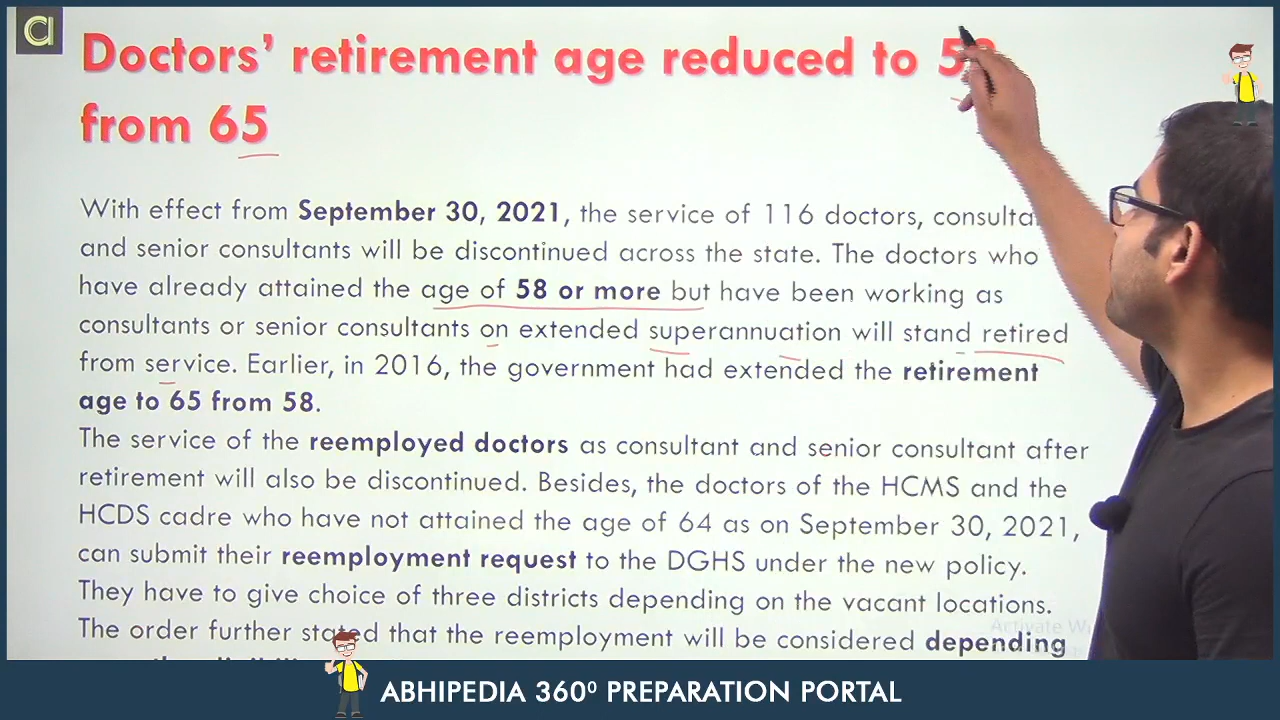 a
Doctors' retirement age reduced to
from 65
With effect from September 30, 2021, the service of 116 doctors,
and senior consultants will be discontinued across the state. The doctors who
have already attained the age of 58 or more but have been working as
consultants or senior consultants on extended superannuation will stand retired
from service. Earlier, in 2016, the government had extended the retirement
age to 65 from 58.
The service of the reemployed doctors as consultant and senior consultant after
retirement will also be discontinued. Besides, the doctors of the HCMS and the
HCDS cadre who have not attained the age of 64 as on September 30, 2021,
can submit their reemployment request to the DGHS under the new policy.
They have to give choice of three districts depending on the vacant locations.
The order further stated that the reemployment will be considered depending
Activate
ABHIPEDIA 360⁰ PREPARATION PORTAL